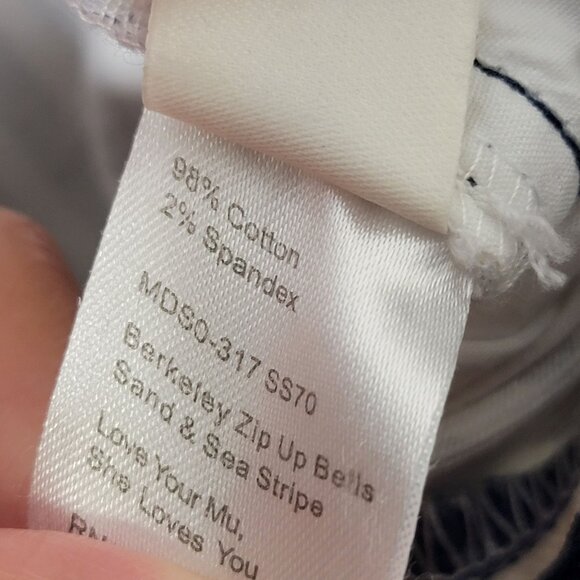 98% Cotton
2% Spandex
MDS0-317 SS70
Berkeley Zip Up Bells
Sand & Sea Stripe
Love Your Mu,
She Loves You
RN